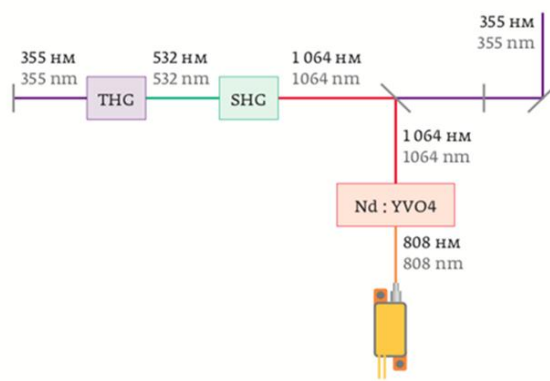 355 нм
355 nm
355 нм
355 nm
532 нм
532 nm
1 064 нм
1064 nm
THG
SHG
1 064 нм
1064 nm
Nd : YVO4
808 нм
808 nm